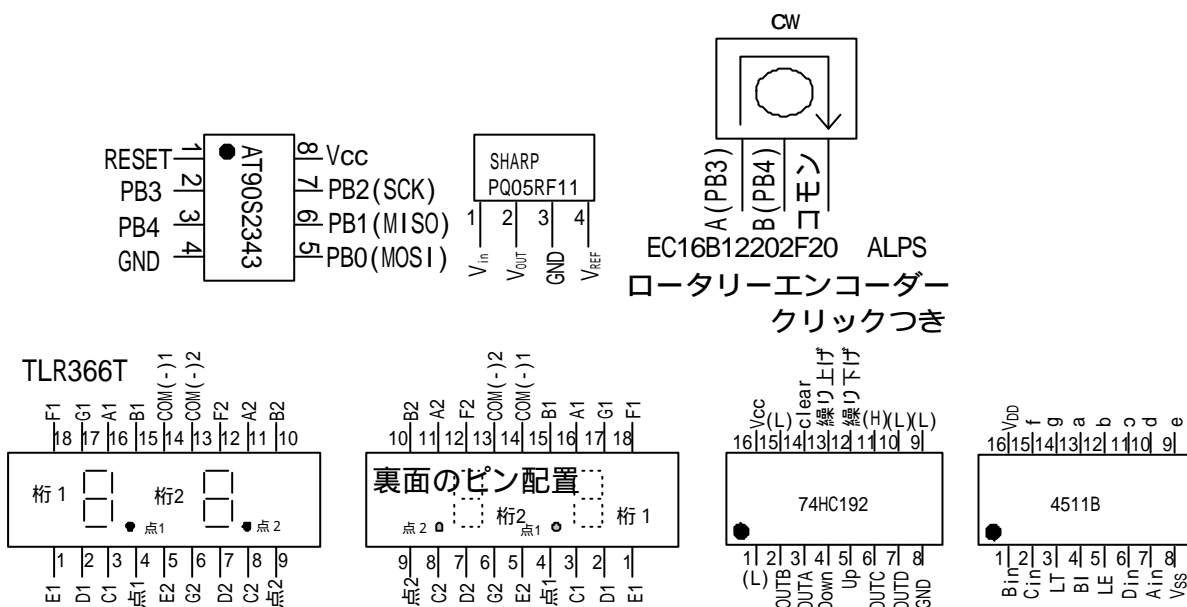 CW
RESET 1
PB3 2
PB4 3
GND 4
AT90S2343
8 Vcc
7 PB2(SCK)
6 PB1(MISO)
5 PB0(MOSI)
SHARP
PQ05RF11
1 2 3 4
Vin VOUT GND VREF
A(PB3)
B(PB4)
コモン
EC16B12202F20 ALPS
ロータリーエンコーダー
クリックつき
TLR366T
F1 G1 A1 B1 COM(-)1 COM(-)2 F2 A2 B2
18 17 16 15 14 13 12 11 10
桁1 点1 桁2 点2
1 2 3 4 5 6 7 8 9
E1 D1 C1 点1 E2 G2 D2 C2 点2
B2 A2 F2 COM(-)2 COM(-)1 B1 A1 G1 F1
10 11 12 13 14 15 16 17 18
裏面のピン配置
点2 桁2 点1 桁1
9 8 7 6 5 4 3 2 1
点2 C2 D2 G2 E2 点1 C1 D1 E1
Vcc (L) clear 繰り上げ 繰り下げ (H) (L) (L)
16 15 14 13 12 11 10 9
74HC192
1 2 3 4 5 6 7 8
(L) OUTB OUTA Down Up OUTC OUTD GND
VDD f g a b c d e
16 15 14 13 12 11 10 9
4511B
1 2 3 4 5 6 7 8
Bin Cin LT BI LE Din Ain VSS